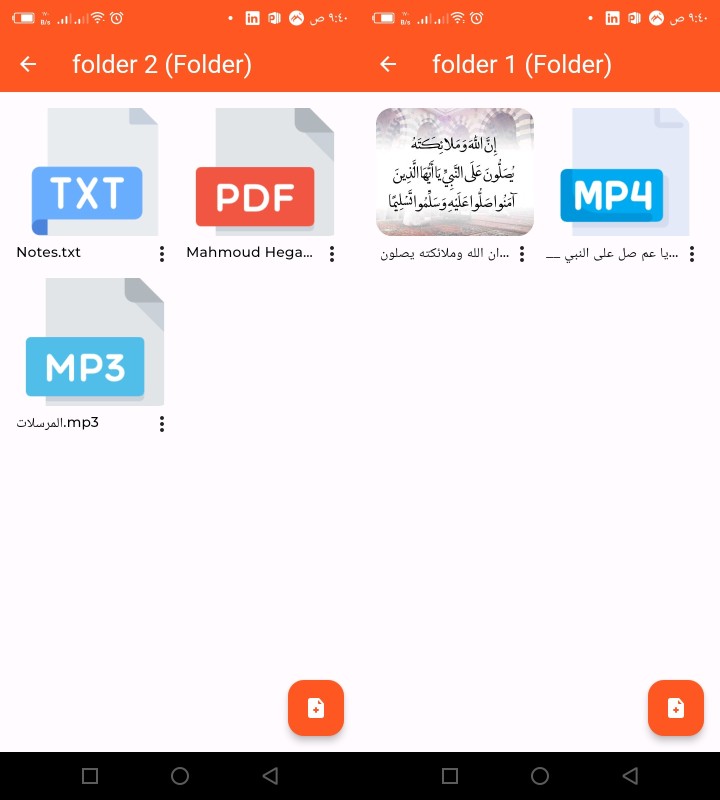 ٩:٤٠ ص
folder 2 (Folder)
TXT
PDF
Notes.txt
Mahmoud Hega...
MP3
المرسلات.mp3
٩:٤٠ ص
folder 1 (Folder)
إِنَّ اللَّهَ وَمَلَائِكَتَهُ
يُصَلُّونَ عَلَى النَّبِيِّ يَا أَيُّهَا الَّذِينَ
آمَنُوا صَلُّوا عَلَيْهِ وَسَلِّمُوا تَسْلِيمًا
MP4
ان الله وملائكته يصلون...
يا عم صل على النبي __...